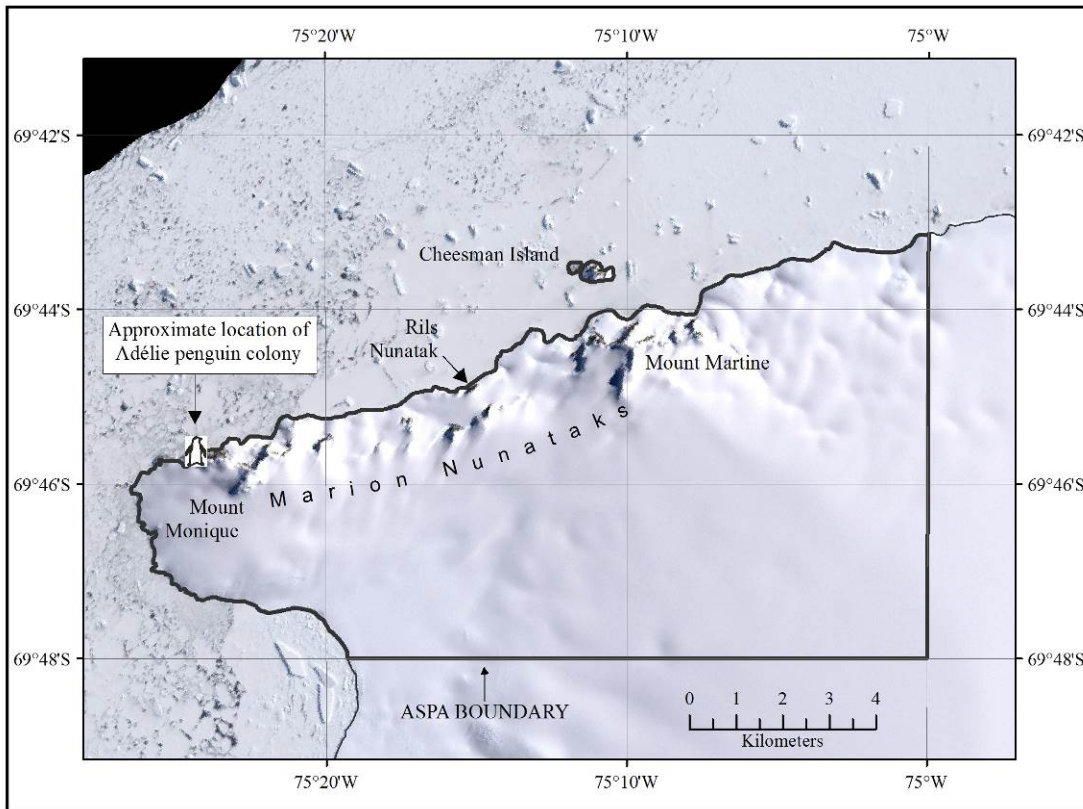 75°20'W
75°10'W
75°W
69°42'S
69°42'S
Cheesman Island
69°44'S
69°44'S
Approximate location of
Adélie penguin colony
Rils
Nunatak
Mount Martine
Marion Nunataks
69°46'S
69°46'S
Mount
Monique
69°48'S
69°48'S
ASPA BOUNDARY
0 1 2 3 4
Kilometers
75°20'W
75°10'W
75°W